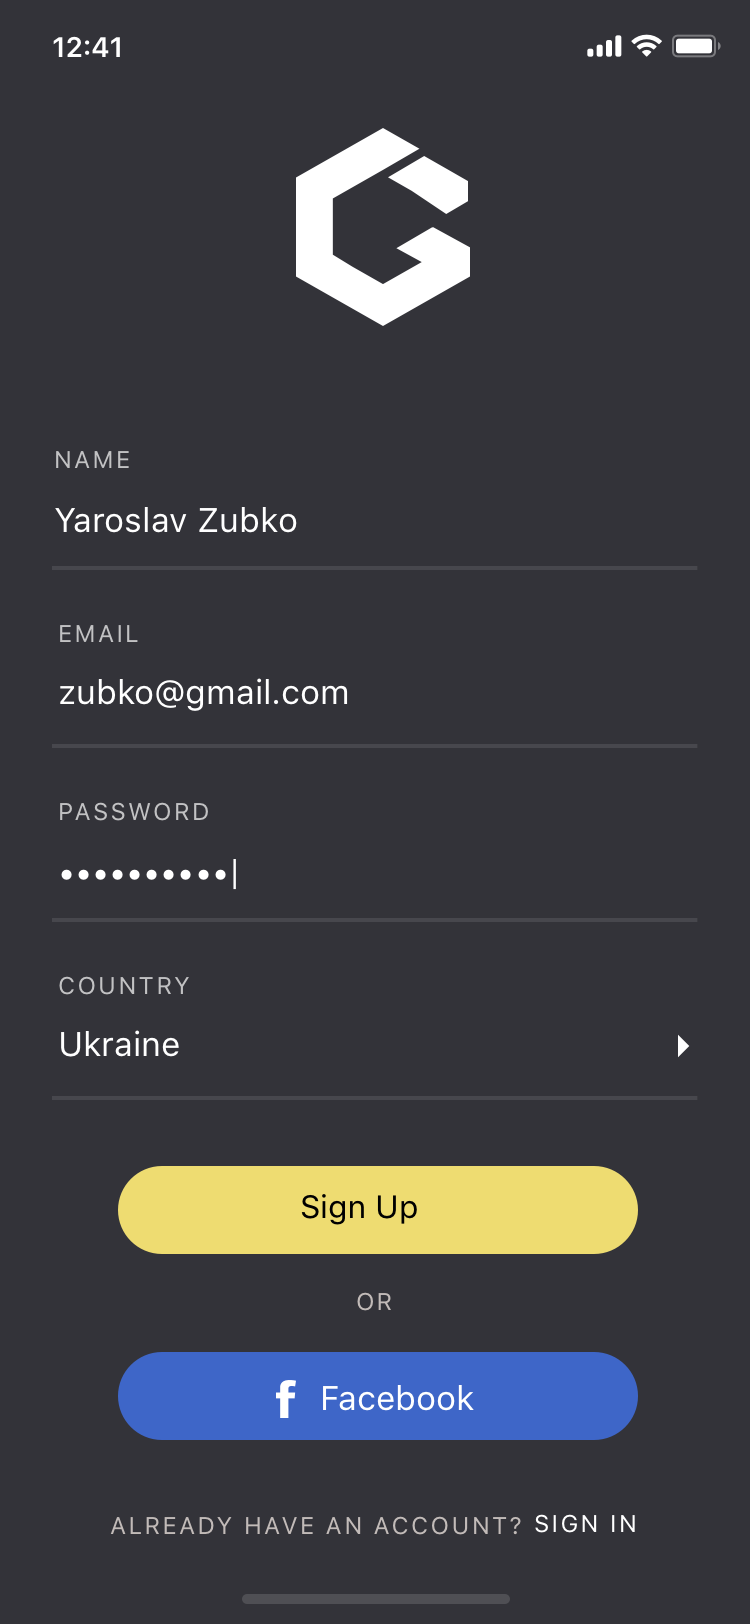 12:41
NAME
Yaroslav Zubko
EMAIL
zubko@gmail.com
PASSWORD
••••••••••
COUNTRY
Ukraine
Sign Up
OR
f Facebook
ALREADY HAVE AN ACCOUNT? SIGN IN